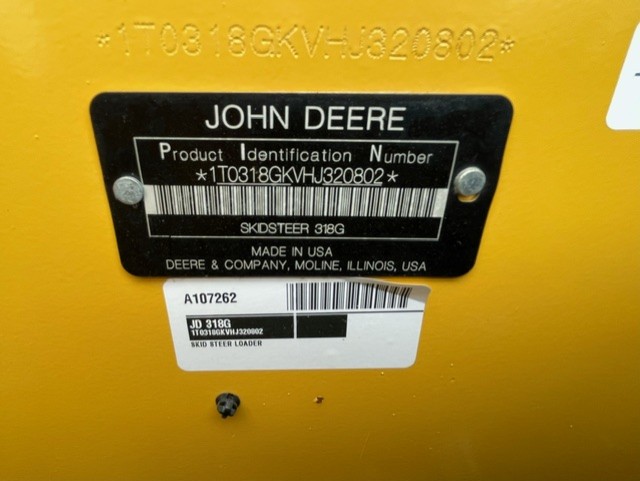 *1T0318GKVHJ320802*
JOHN DEERE
Product Identification Number
*1T0318GKVHJ320802*
SKIDSTEER 318G
MADE IN USA
DEERE & COMPANY, MOLINE, ILLINOIS, USA
A107262
JD 318G
1T0318GKVHJ320802
SKID STEER LOADER